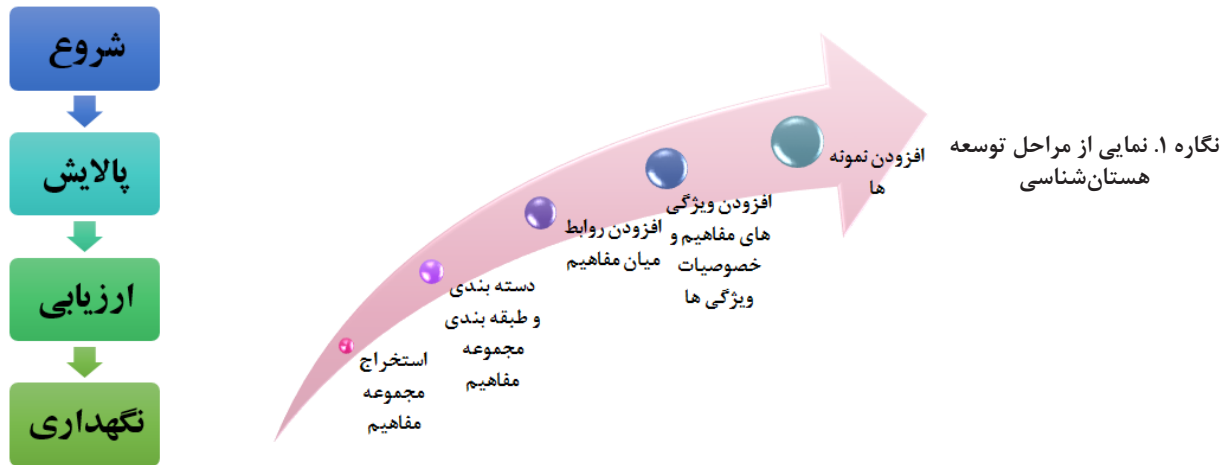 شروع
پالایش
ارزیابی
نگهداری
استخراج
مجموعه
مفاهیم
دسته بندی
و طبقه بندی
مجموعه
مفاهیم
افزودن روابط
میان مفاهیم
افزودن ویژگی
های مفاهیم و
خصوصیات
ویژگی ها
افزودن نمونه
ها
نگاره ۱. نمایی از مراحل توسعه
هستان‌شناسی